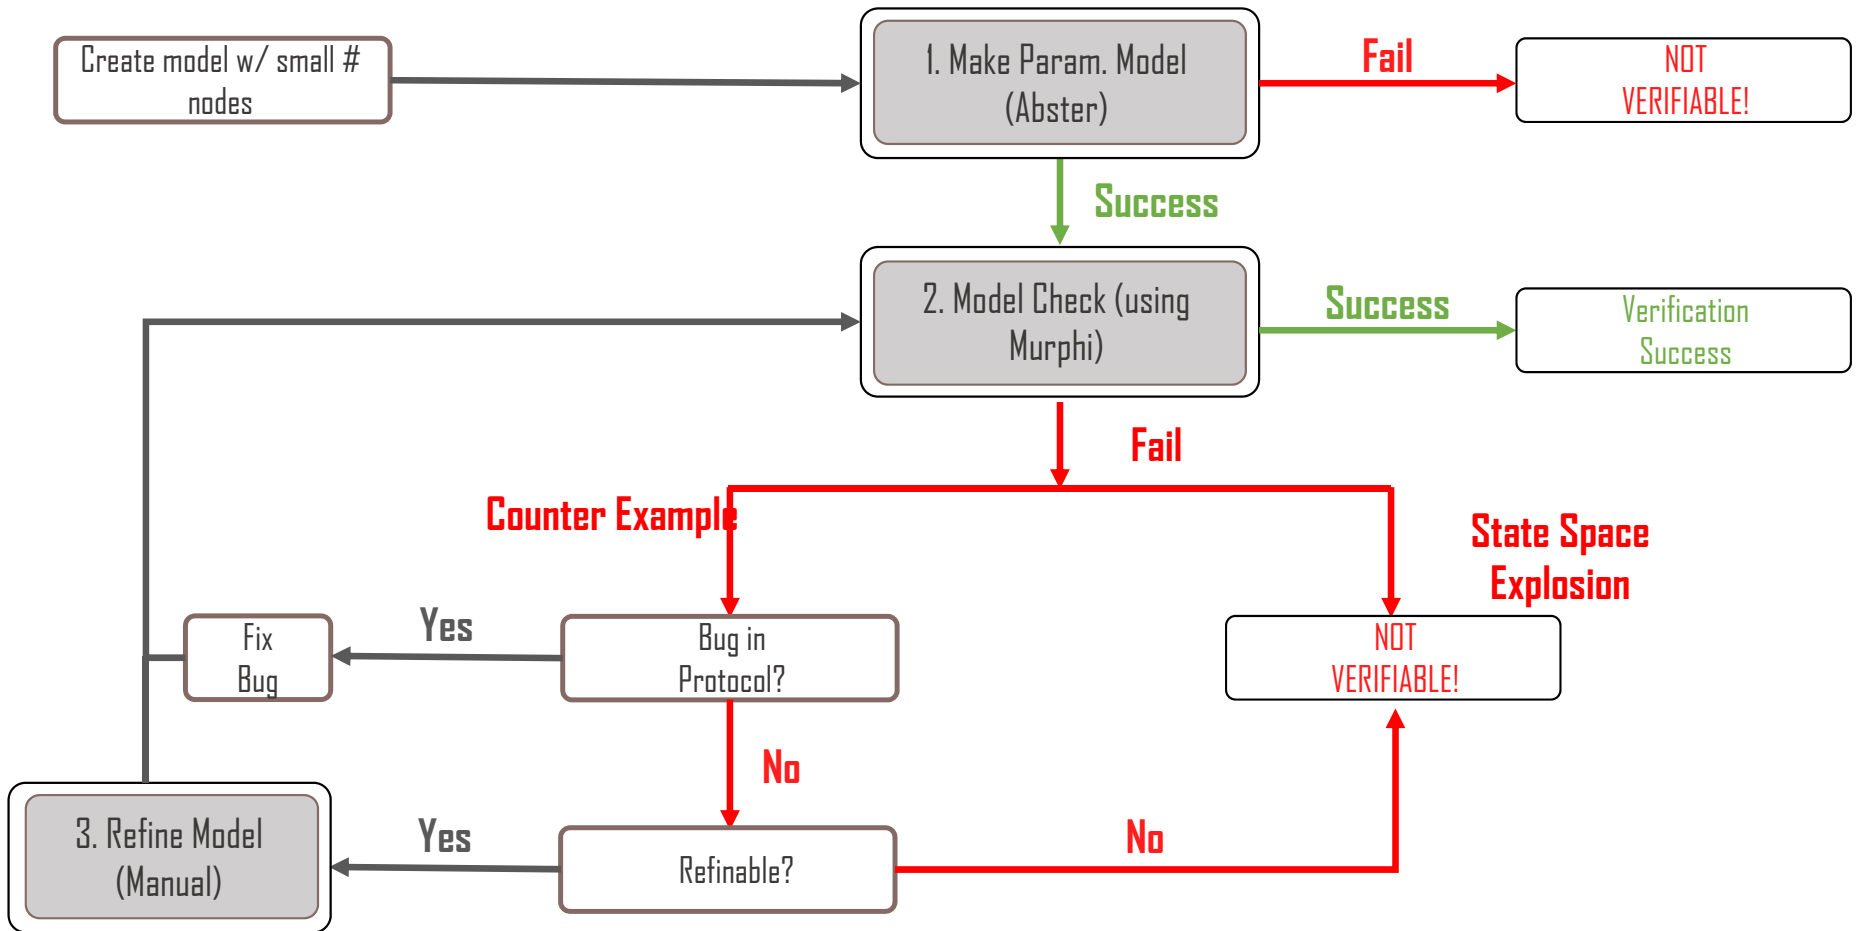 Create model w/ small #
nodes
1. Make Param. Model
(Abster)
Fail
NOT
VERIFIABLE!
Success
2. Model Check (using
Murphi)
Success
Verification
Success
Fail
Counter Example
State Space
Explosion
Fix
Bug
Yes
Bug in
Protocol?
NOT
VERIFIABLE!
No
3. Refine Model
(Manual)
Yes
Refinable?
No